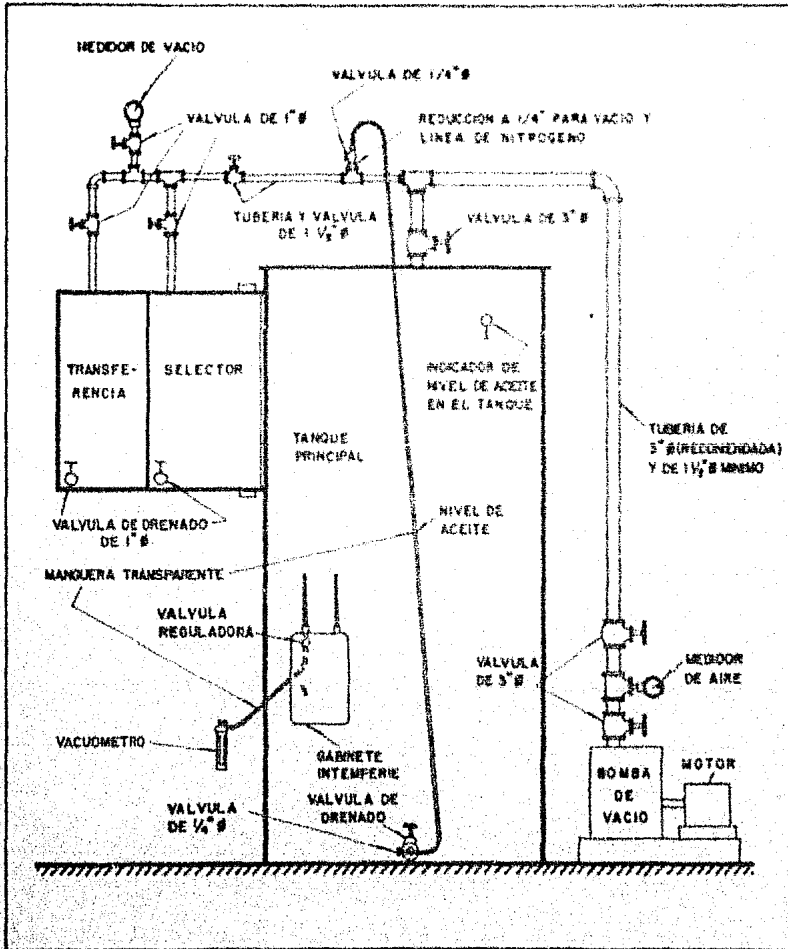 MEDIDOR DE VACIO
VALVULA DE 1/4" Ø
VALVULA DE 1" Ø
REDUCCION A 1/4" PARA VACIO Y
LINEA DE NITROGENO
TUBERIA Y VALVULA
DE 1 1/2" Ø
VALVULA DE 3" Ø
TRANSFE-
RENCIA
SELECTOR
INDICADOR DE
NIVEL DE ACEITE
EN EL TANQUE
TANQUE
PRINCIPAL
TUBERIA DE
3" Ø (RECOMENDADA)
Y DE 1 1/2" Ø MINIMO
VALVULA DE DRENADO
DE 1" Ø
NIVEL DE
ACEITE
MANGUERA TRANSPARENTE
VALVULA
REGULADORA
VALVULA
DE 3" Ø
MEDIDOR
DE AIRE
VACUOMETRO
GABINETE
INTEMPERIE
BOMBA
DE
VACIO
MOTOR
VALVULA
DE 1/4" Ø
VALVULA DE
DRENADO